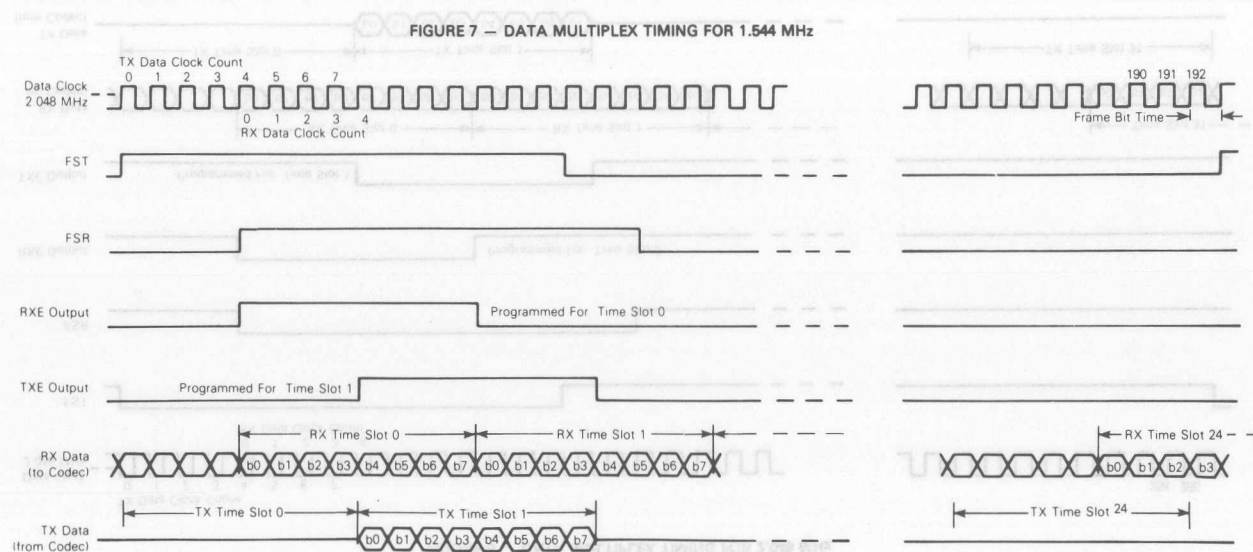 FIGURE 7 — DATA MULTIPLEX TIMING FOR 1.544 MHz
TX Data Clock Count
0 1 2 3 4 5 6 7
190 191 192
Data Clock
2 048 MHz
0 1 2 3 4
RX Data Clock Count
Frame Bit Time
FST
FSR
RXE Output
Programmed For Time Slot 0
TXE Output
Programmed For Time Slot 1
RX Time Slot 0
RX Time Slot 1
RX Time Slot 24
RX Data
(to Codec)
b0 b1 b2 b3 b4 b5 b6 b7 b0 b1 b2 b3 b4 b5 b6 b7
b0 b1 b2 b3
TX Time Slot 0
TX Time Slot 1
TX Time Slot 24
TX Data
(from Codec)
b0 b1 b2 b3 b4 b5 b6 b7